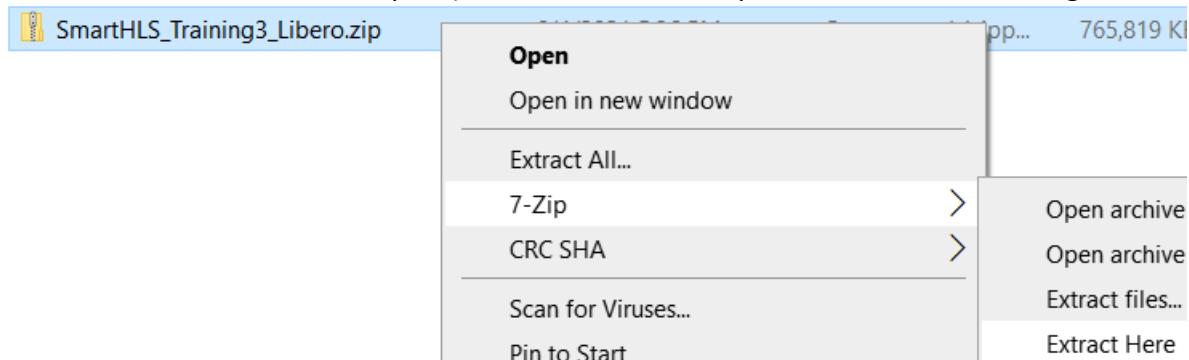 SmartHLS_Training3_Libero.zip
765,819 KB
Open
Open in new window
Extract All...
7-Zip
Open archive
CRC SHA
Open archive
Extract files...
Scan for Viruses...
Extract Here
Pin to Start